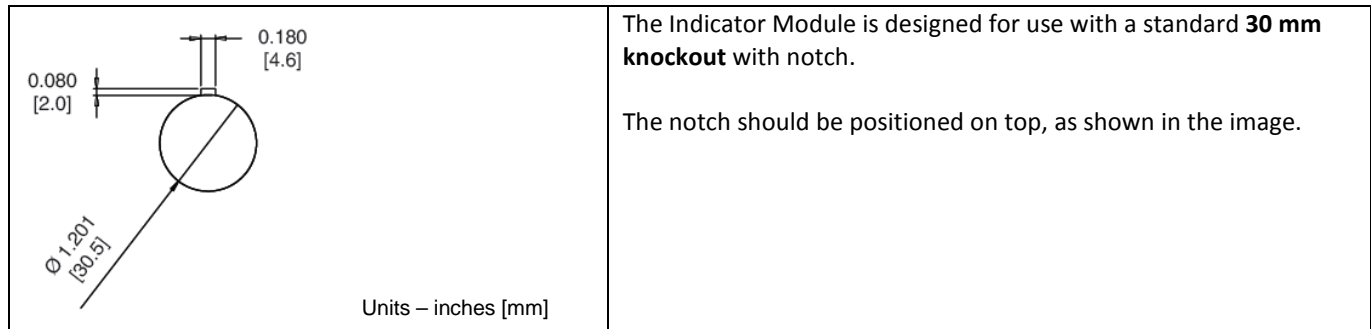 0.180
[4.6]
0.080
[2.0]
Ø 1.201
[30.5]
Units – inches [mm]
The Indicator Module is designed for use with a standard 30 mm
knockout with notch.
The notch should be positioned on top, as shown in the image.